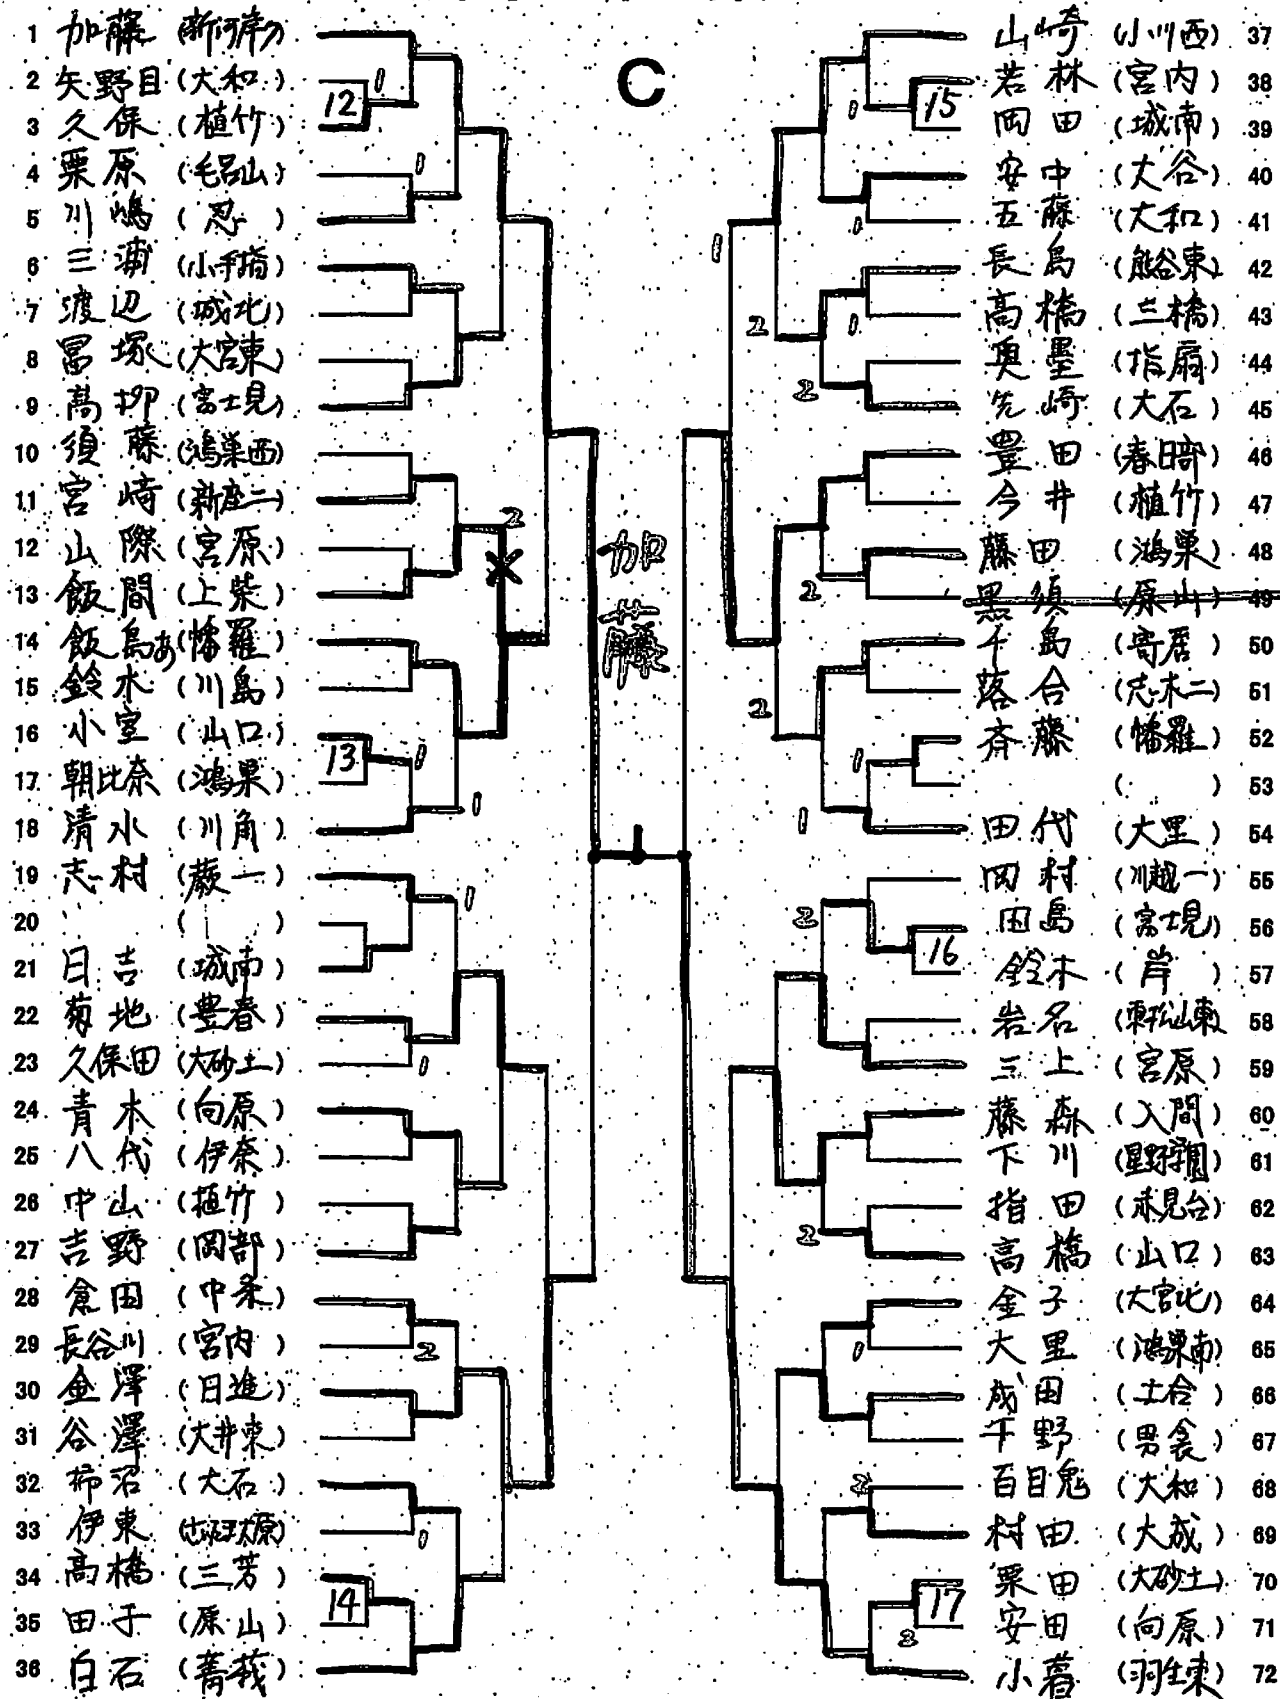 C
1 加藤 (新河岸)
2 矢野目 (大和)
3 久保 (植竹)
4 栗原 (毛呂山)
5 川嶋 (忍)
6 三浦 (小手指)
7 渡辺 (城北)
8 冨塚 (大宮東)
9 高柳 (富士見)
10 須藤 (鴻巣西)
11 宮崎 (新座二)
12 山際 (宮原)
13 飯間 (上柴)
14 飯島あ (幡羅)
15 鈴木 (川島)
16 小室 (山口)
17 朝比奈 (鴻巣)
18 清水 (川角)
19 志村 (蕨一)
20 ( )
21 日吉 (城南)
22 菊地 (豊春)
23 久保田 (大砂土)
24 青木 (向原)
25 八代 (伊奈)
26 中山 (植竹)
27 吉野 (岡部)
28 倉田 (中条)
29 長谷川 (宮内)
30 金澤 (日進)
31 谷澤 (大井東)
32 柿沼 (大石)
33 伊東
34 高橋 (三芳)
35 田子 (原山)
36 白石 (青莪)
12
13
14
加藤
37 山崎 (小川西)
38 若林 (宮内)
39 岡田 (城南)
40 安中 (大谷)
41 五藤 (大和)
42 長島 (熊谷東)
43 高橋 (三橋)
44 奥墨 (指扇)
45 先崎 (大石)
46 豊田 (春日部)
47 今井 (植竹)
48 藤田 (鴻巣)
49 黒須 (原山)
50 千島 (寄居)
51 落合 (志木二)
52 斉藤 (幡羅)
53 ( )
54 田代 (大里)
55 岡村 (川越一)
56 田島 (富士見)
57 鈴木 (岸)
58 岩名 (東松山東)
59 三上 (宮原)
60 藤森 (入間)
61 下川 (星野学園)
62 指田
63 高橋 (山口)
64 金子 (大宮北)
65 大里 (鴻巣南)
66 成田 (土合)
67 千野 (男衾)
68 百目鬼 (大和)
69 村田 (大成)
70 栗田 (大砂土)
71 安田 (向原)
72 小暮 (羽生東)
15
16
17